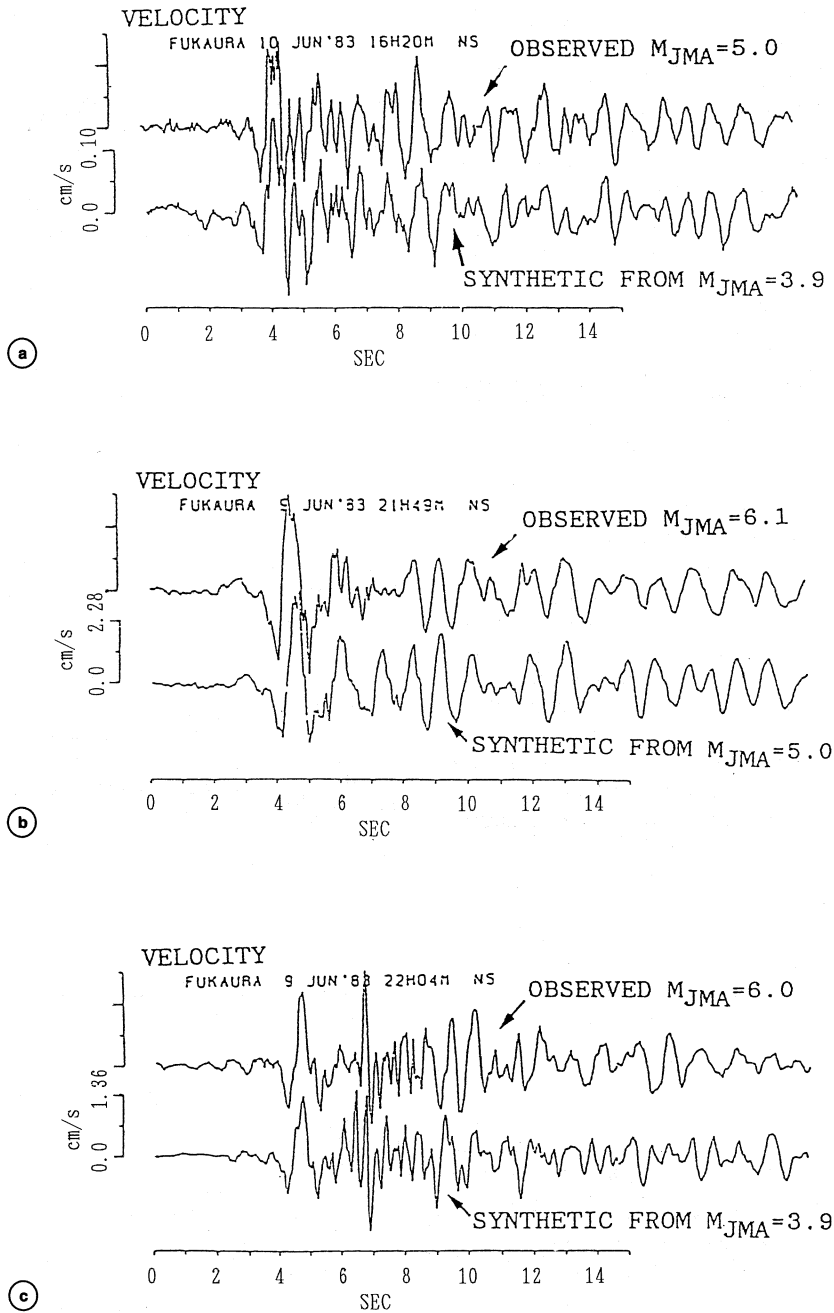 VELOCITY
FUKAURA 10 JUN'83 16H20M NS
OBSERVED MJMA=5.0
cm/s
0.0 0.10
SYNTHETIC FROM MJMA=3.9
0 2 4 6 8 10 12 14
SEC
a
VELOCITY
FUKAURA 9 JUN'83 21H49M NS
OBSERVED MJMA=6.1
cm/s
0.0 2.28
SYNTHETIC FROM MJMA=5.0
0 2 4 6 8 10 12 14
SEC
b
VELOCITY
FUKAURA 9 JUN'83 22H04M NS
OBSERVED MJMA=6.0
cm/s
0.0 1.36
SYNTHETIC FROM MJMA=3.9
0 2 4 6 8 10 12 14
SEC
c